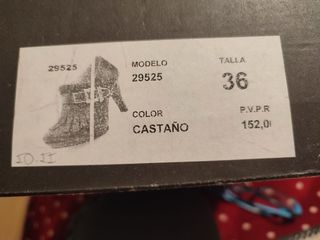 29525 MODELO TALLA
29525 36
COLOR P.V.P.R
CASTAÑO 152,0